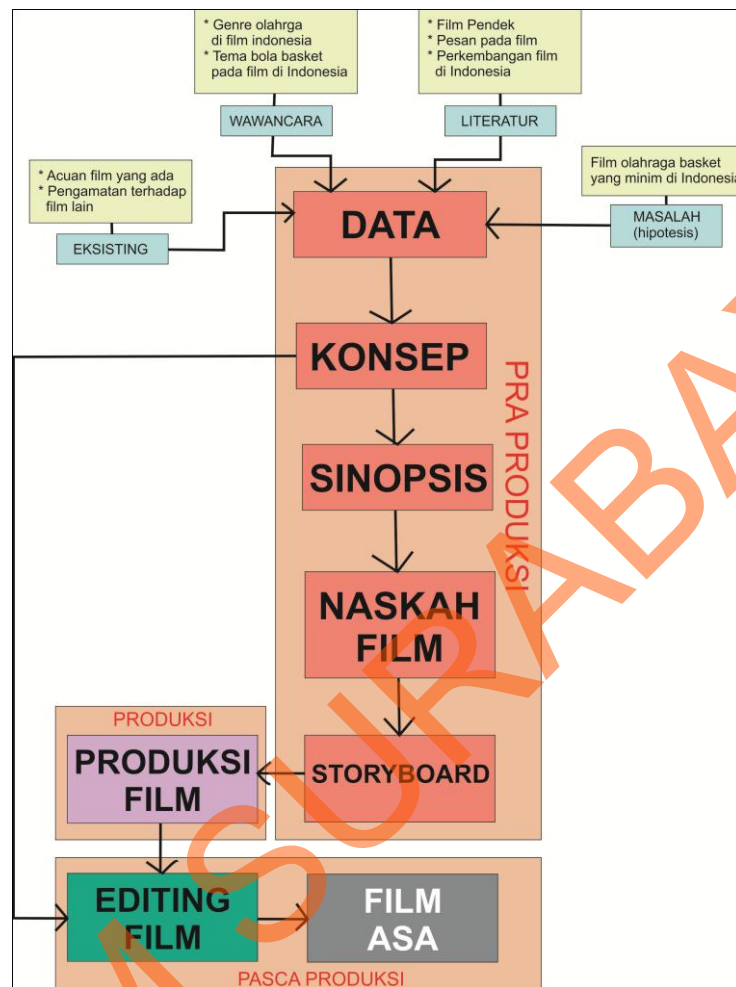 * Genre olahrga
di film indonesia
* Tema bola basket
pada film di Indonesia
* Film Pendek
* Pesan pada film
* Perkembangan film
di Indonesia
WAWANCARA
LITERATUR
* Acuan film yang ada
* Pengamatan terhadap
film lain
EKSISTING
Film olahraga basket
yang minim di Indonesia
MASALAH
(hipotesis)
DATA
KONSEP
SINOPSIS
NASKAH
FILM
STORYBOARD
PRA PRODUKSI
PRODUKSI
PRODUKSI
FILM
EDITING
FILM
FILM
ASA
PASCA PRODUKSI
M SURABAY